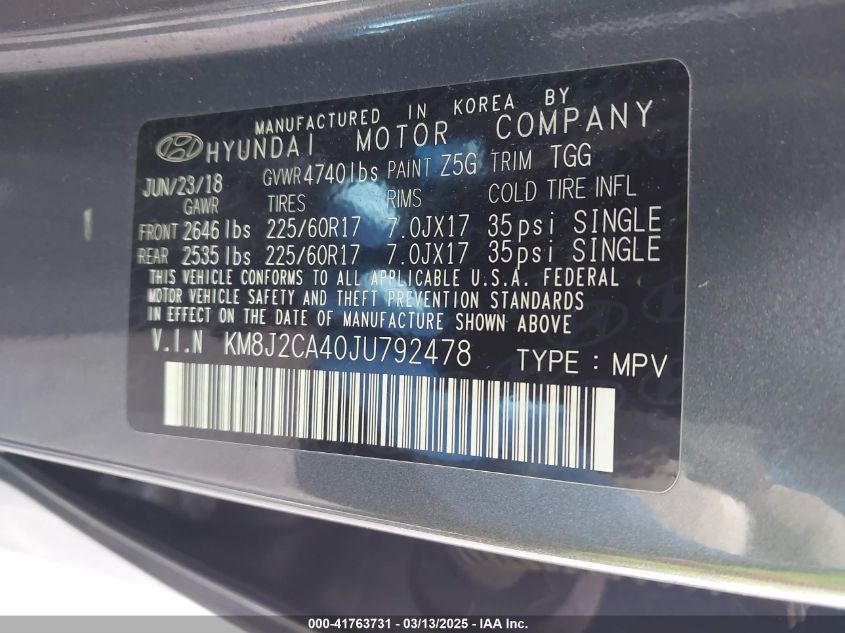 MANUFACTURED IN KOREA BY
HYUNDAI MOTOR COMPANY
JUN/23/18 GVWR 4740lbs PAINT Z5G TRIM TGG
GAWR TIRES RIMS COLD TIRE INFL
FRONT 2646 lbs 225/60R17 7.0JX17 35psi SINGLE
REAR 2535 lbs 225/60R17 7.0JX17 35psi SINGLE
THIS VEHICLE CONFORMS TO ALL APPLICABLE U.S.A. FEDERAL
MOTOR VEHICLE SAFETY AND THEFT PREVENTION STANDARDS
IN EFFECT ON THE DATE OF MANUFACTURE SHOWN ABOVE
V.I.N KM8J2CA40JU792478 TYPE : MPV
000-41763731 - 03/13/2025 - IAA Inc.